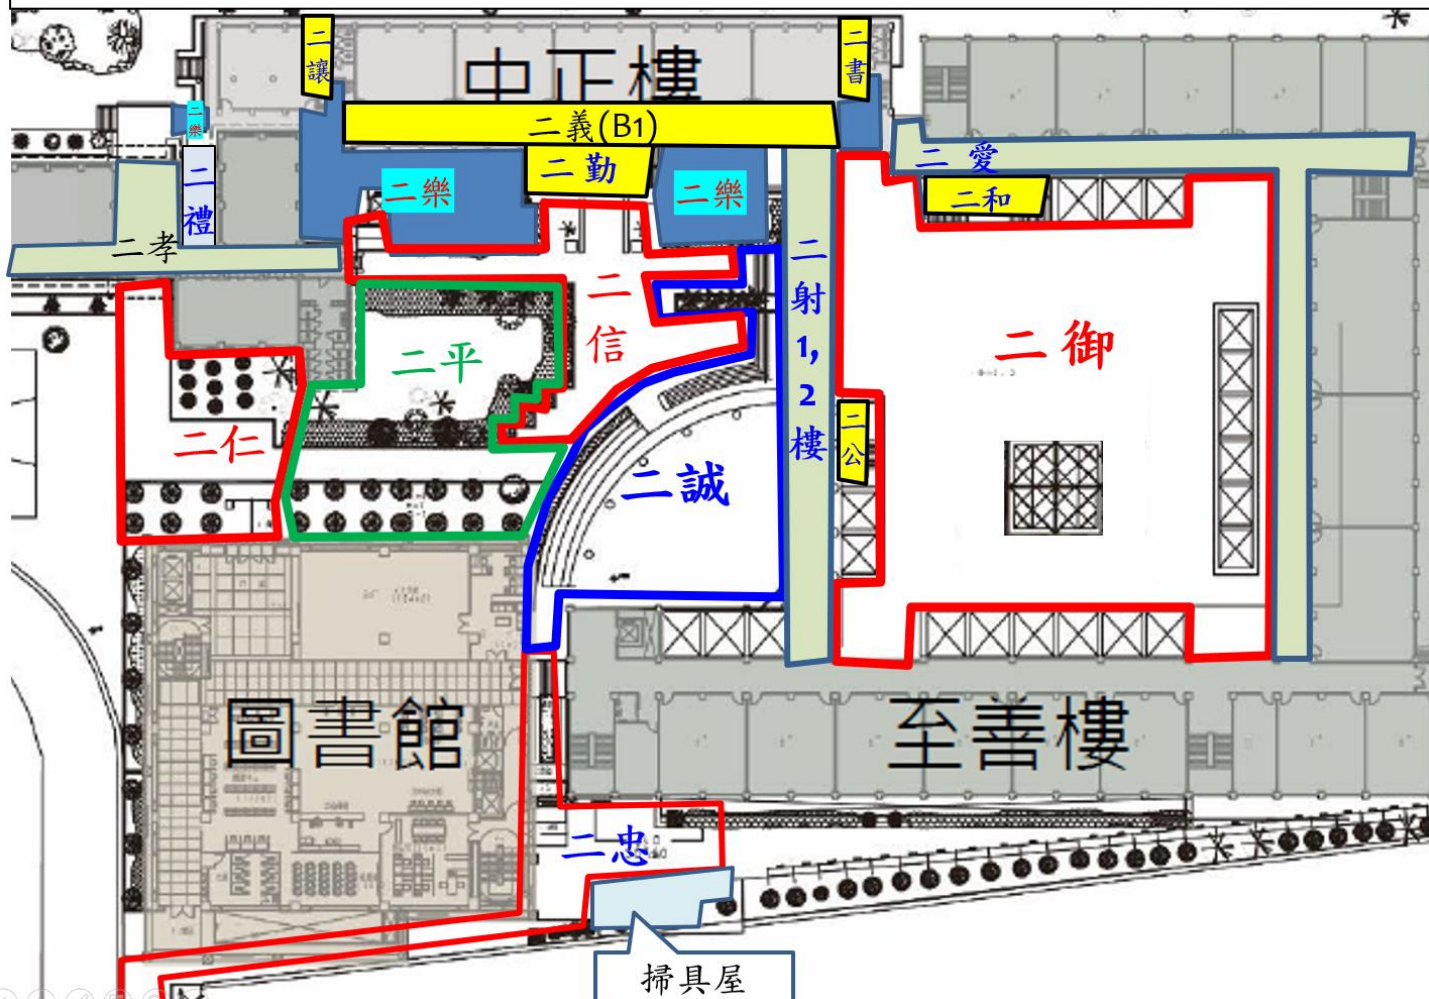 二讓
中正樓
二書
二樂
二義(B1)
二禮
二勤
二愛
二樂
二樂
二和
二孝
二信
二射1,2樓
二御
二平
二公
二仁
二誠
圖書館
至善樓
二忠
掃具屋